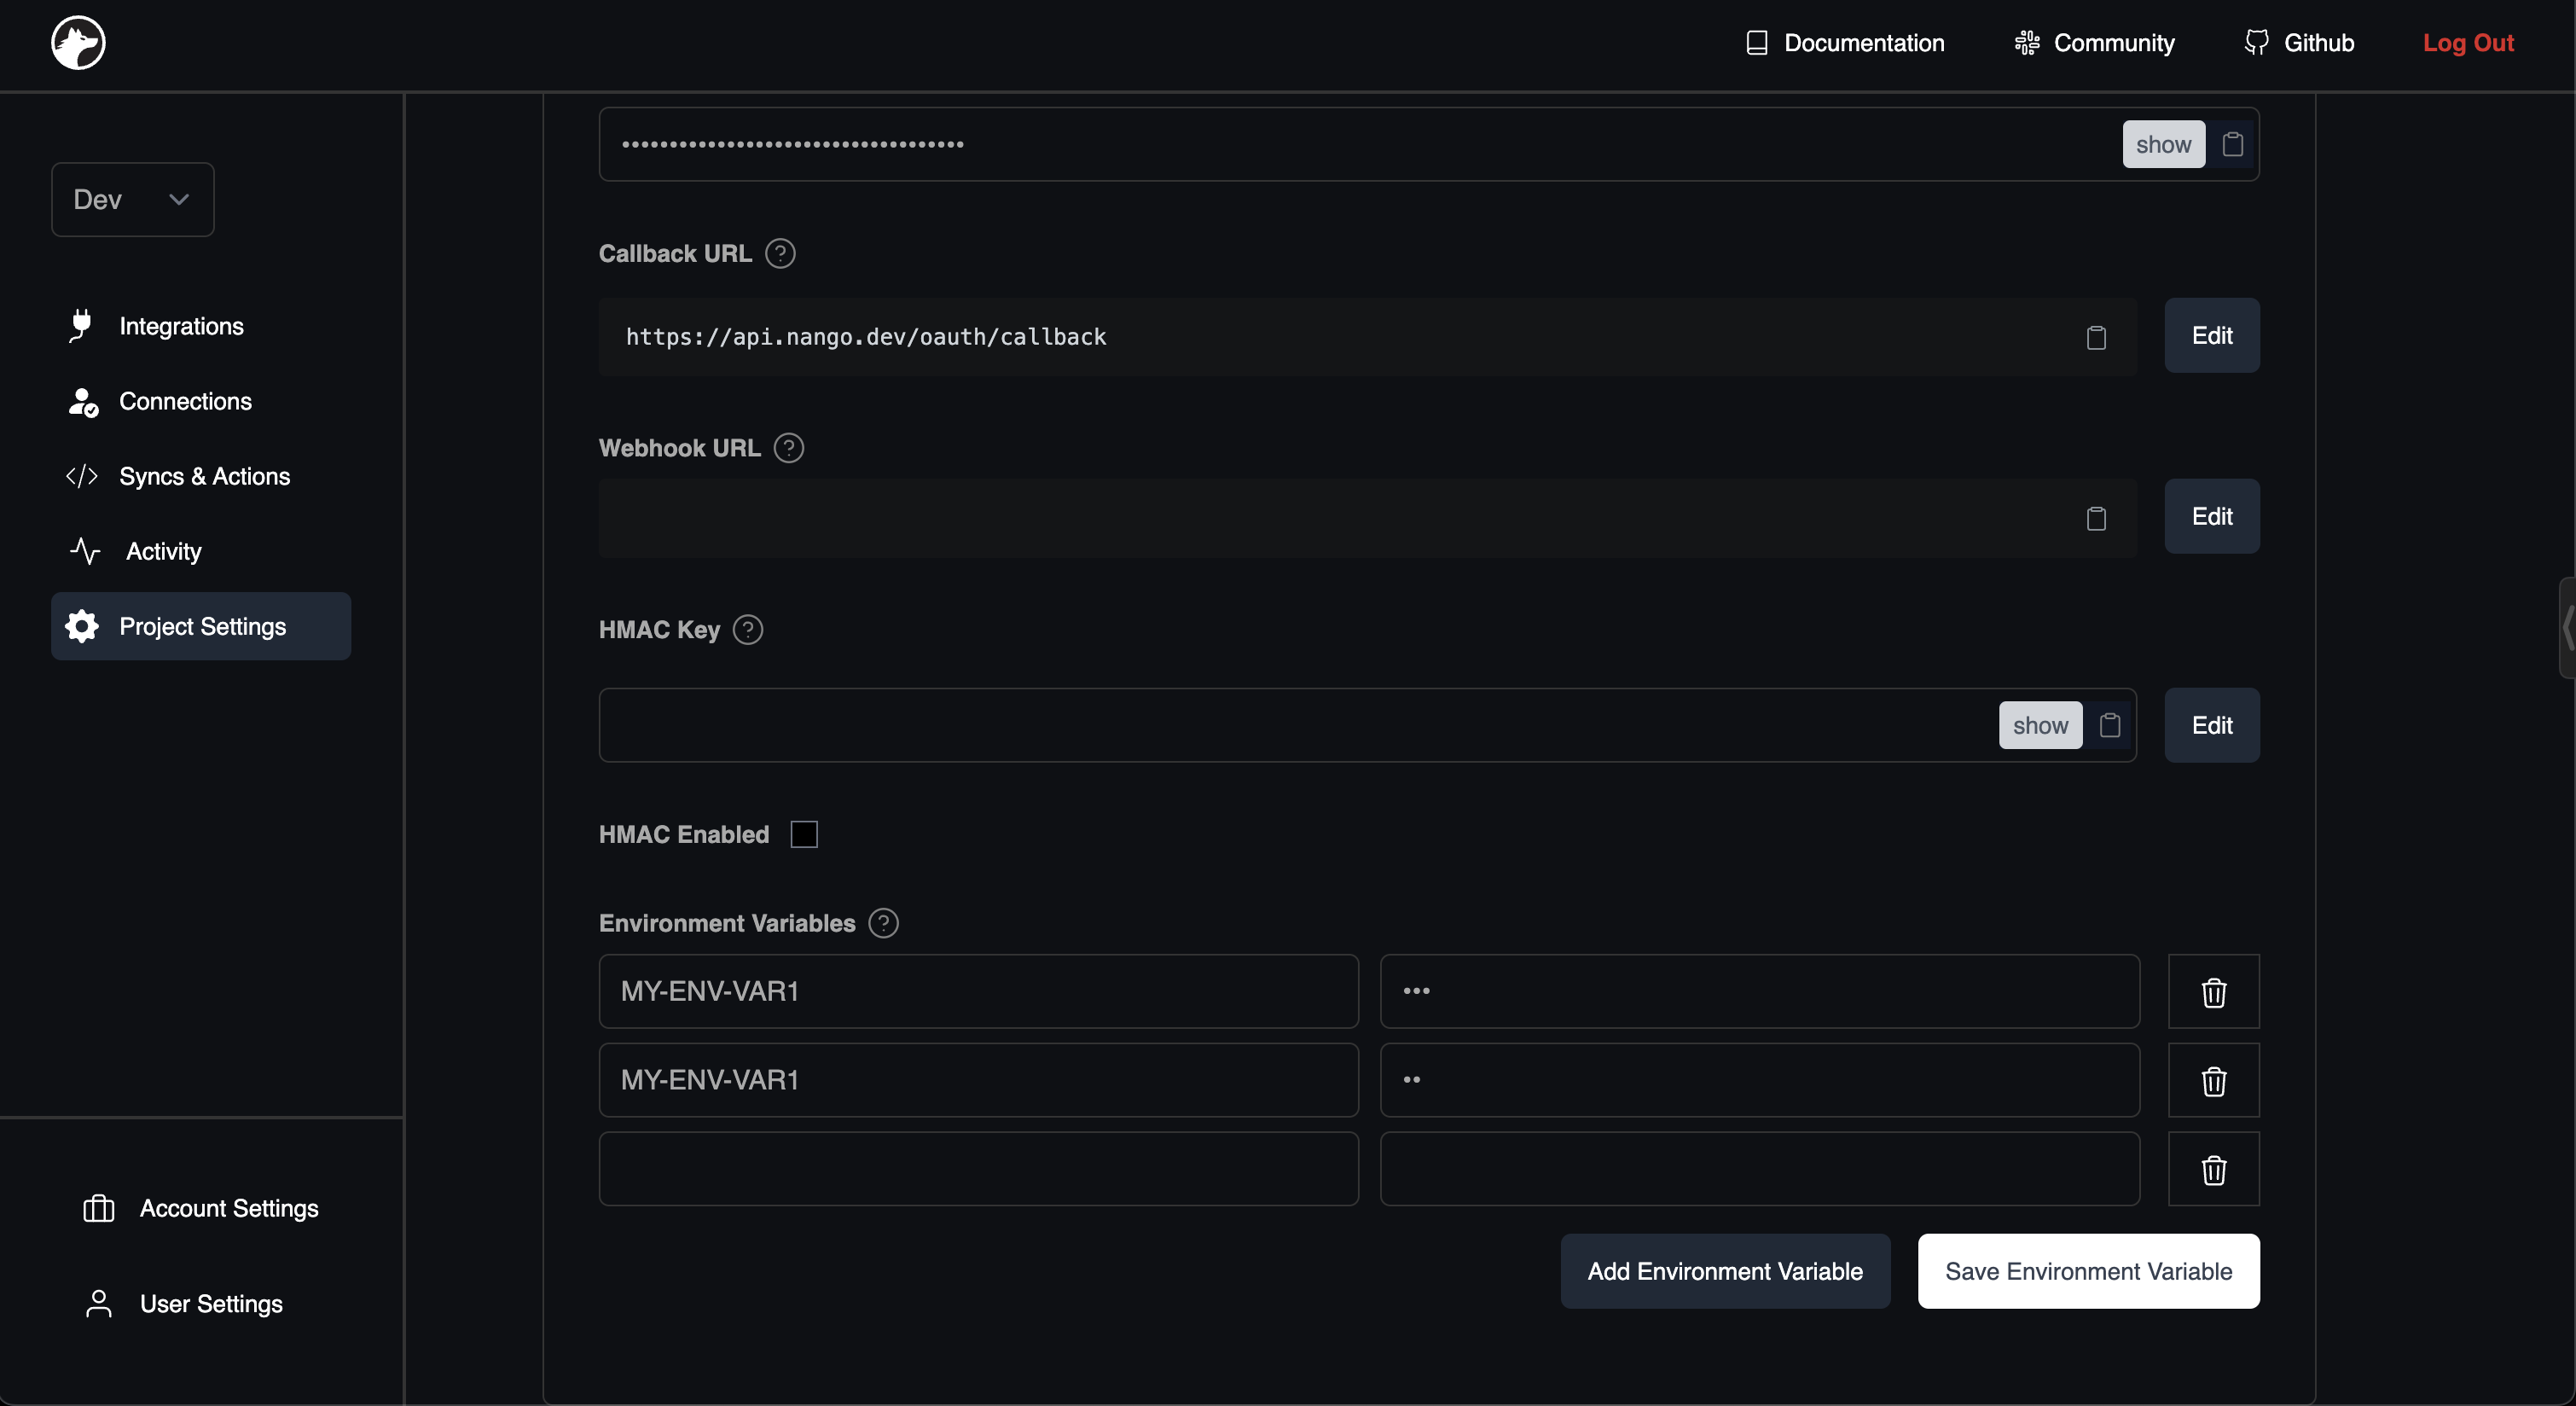 Documentation
Community
Github
Log Out
Dev
Integrations
Connections
Syncs & Actions
Activity
Project Settings
Account Settings
User Settings
•••••••••••••••••••••••••••••••••••• show
Callback URL ?
https://api.nango.dev/oauth/callback
Edit
Webhook URL ?
Edit
HMAC Key ?
show
Edit
HMAC Enabled
Environment Variables ?
MY-ENV-VAR1 •••
MY-ENV-VAR1 ••
Add Environment Variable
Save Environment Variable